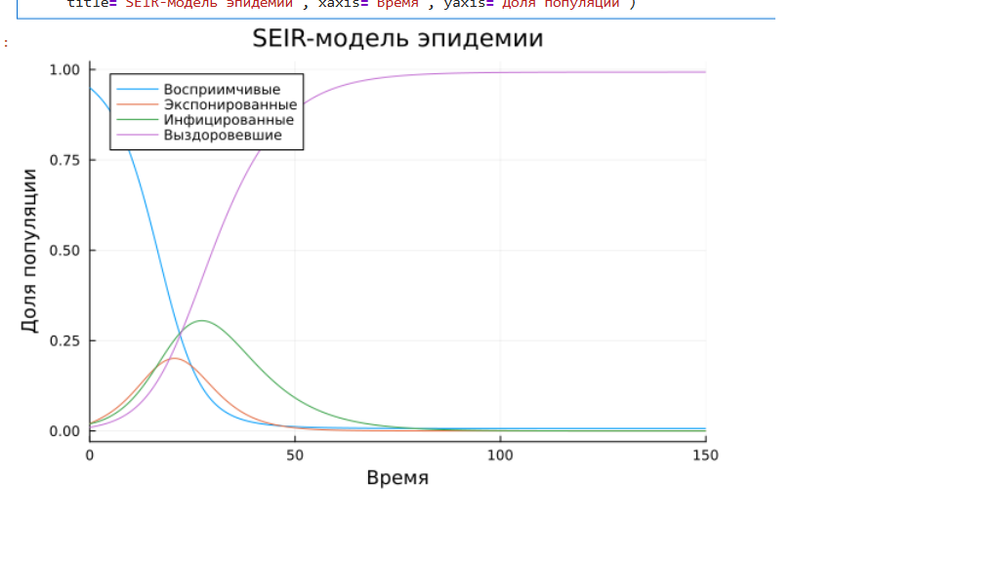 title="SEIR-модель эпидемии", xaxis="Время", yaxis="Доля популяции")
:
SEIR-модель эпидемии
1.00
Восприимчивые
Экспонированные
Инфицированные
Выздоровевшие
0.75
0.50
0.25
0.00
Доля популяции
0 50 100 150
Время